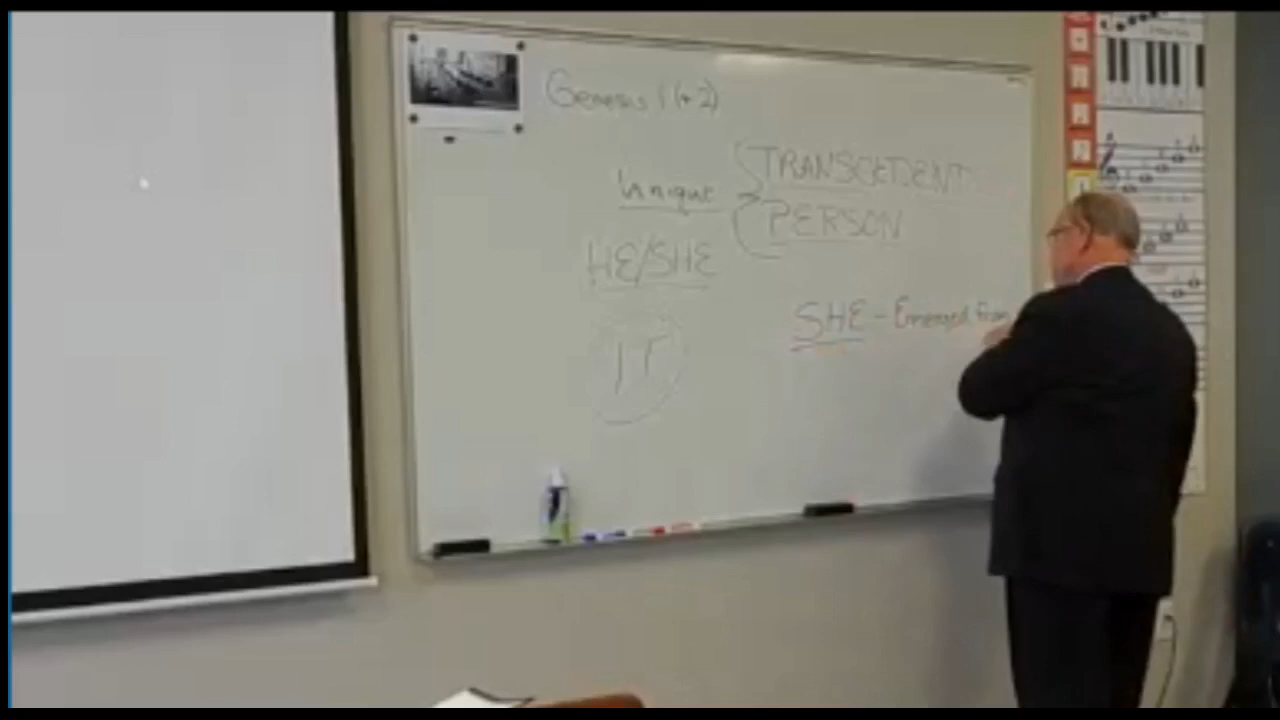 Genesis 1 (+ 2)
Unique
TRANSCEDENT
PERSON
HE/SHE
IT
SHE - Emerged from